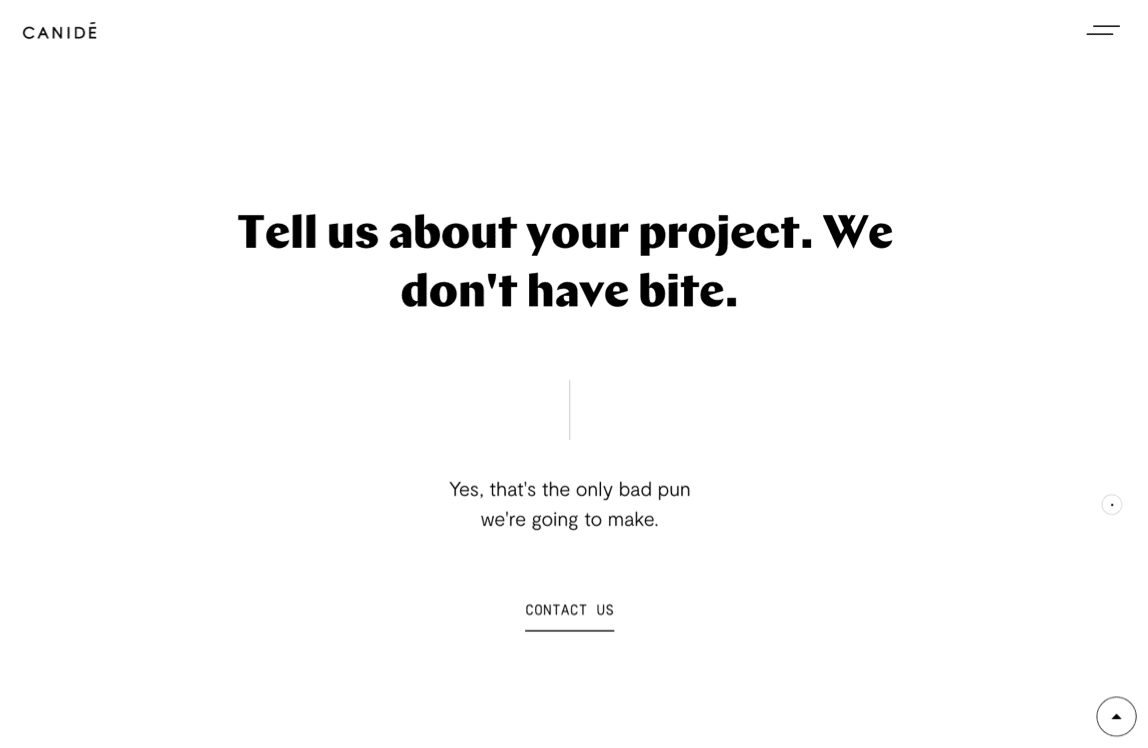 CANIDĒ
Tell us about your project. We
don't have bite.
Yes, that's the only bad pun
we're going to make.
CONTACT US